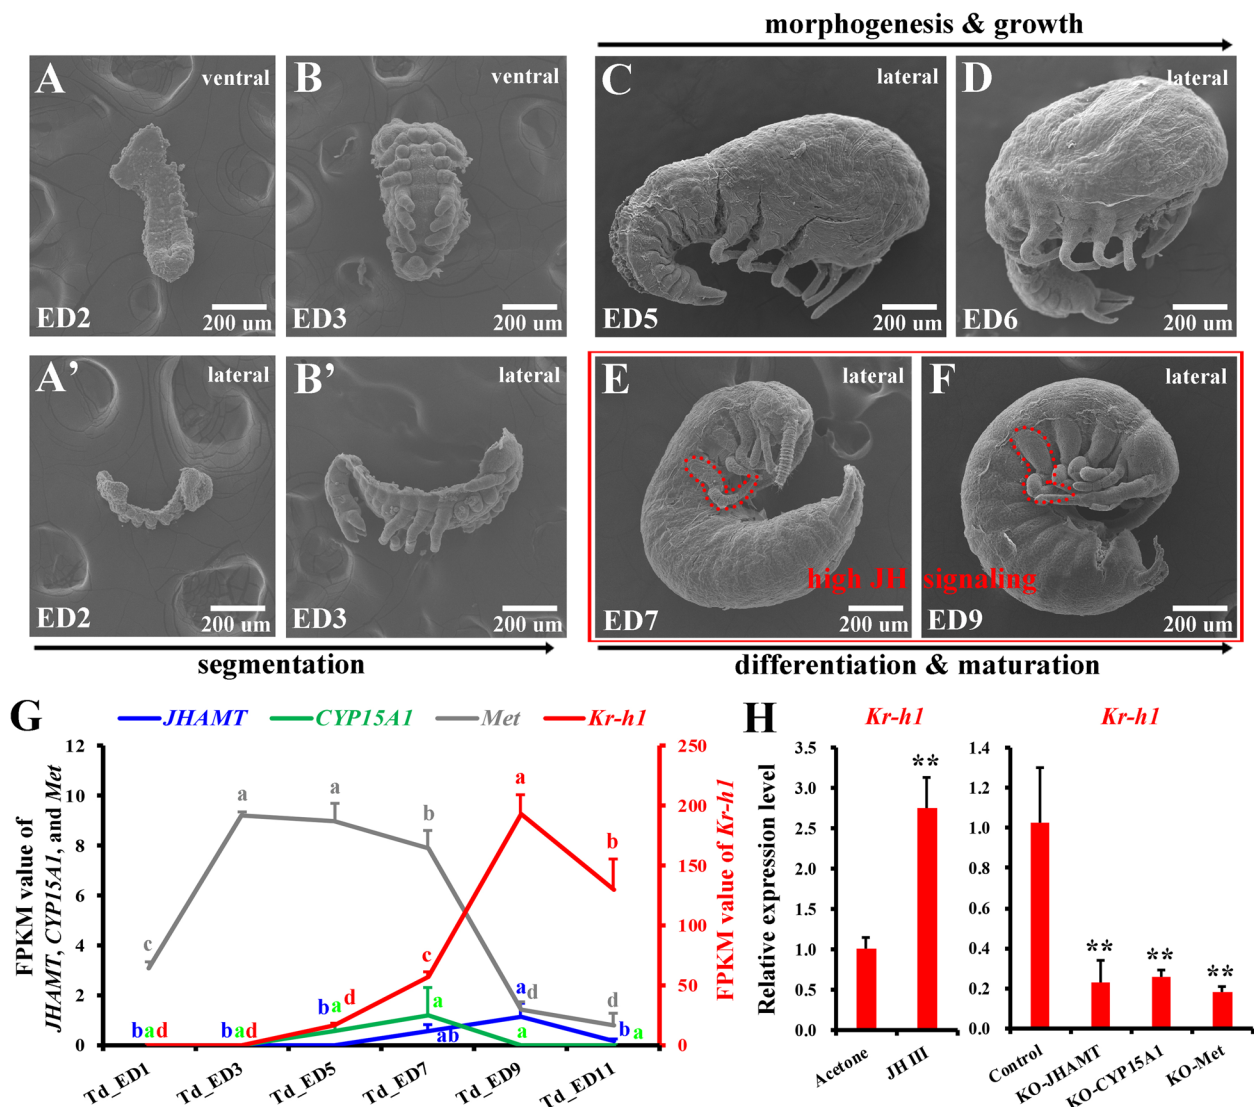 morphogenesis & growth
A
ventral
ED2
200 um
B
ventral
ED3
200 um
C
lateral
ED5
200 um
D
lateral
ED6
200 um
A’
lateral
ED2
200 um
B’
lateral
ED3
200 um
E
lateral
ED7
200 um
F
lateral
ED9
200 um
high JH signaling
segmentation
differentiation & maturation
G
JHAMT
CYP15A1
Met
Kr-h1
FPKM value of
JHAMT, CYP15A1, and Met
12
10
8
6
4
2
0
c
a
a
b
d
d
b a d
b a d
b a d
c
a
ab
a
a
a
b
b
a
250
200
150
100
50
0
FPKM value of Kr-h1
Td_ED1
Td_ED3
Td_ED5
Td_ED7
Td_ED9
Td_ED11
H
Kr-h1
Relative expression level
3.5
3.0
2.5
2.0
1.5
1.0
0.5
0.0
**
Acetone
JH III
Kr-h1
1.4
1.2
1.0
0.8
0.6
0.4
0.2
0.0
**
**
**
Control
KO-JHAMT
KO-CYP15A1
KO-Met